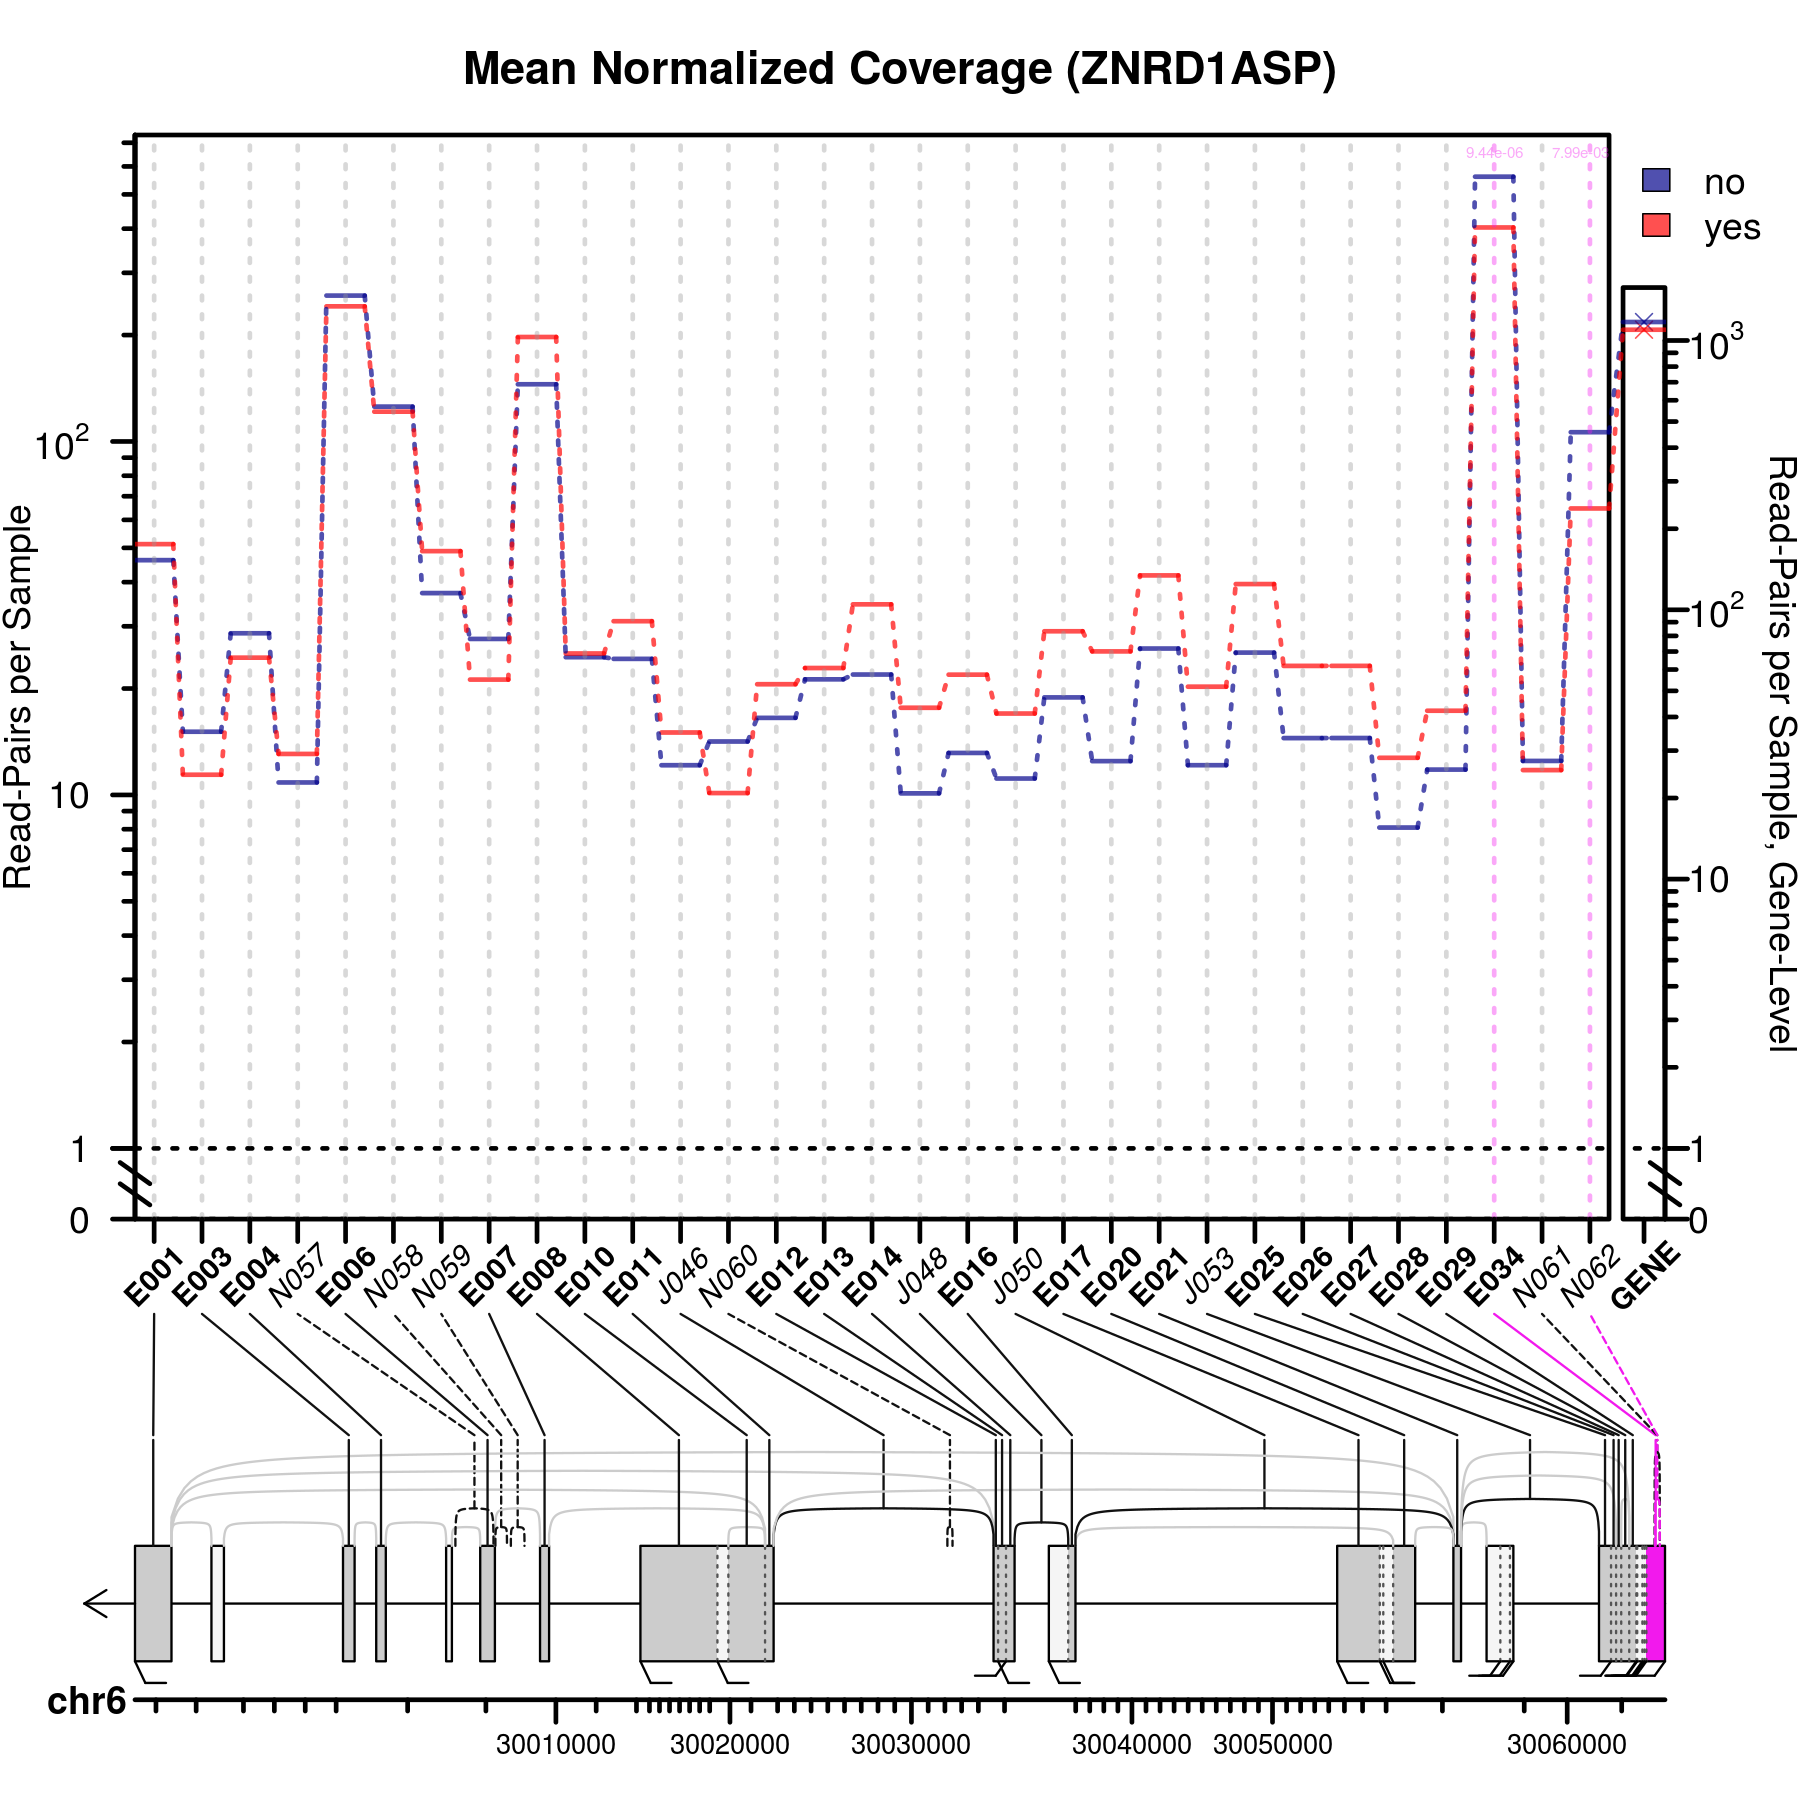 Mean Normalized Coverage (ZNRD1ASP)
9.44e-06 7.99e-03
no
yes
Read-Pairs per Sample
10²
10
1
0
10³
10²
10
1
0
Read-Pairs per Sample, Gene-Level
E001 E003 E004 N057 E006 N058 N059 E007 E008 E010 E011 J046 N060 E012 E013 E014 J048 E016 J050 E017 E020 E021 J053 E025 E026 E027 E028 E029 E034 N061 N062 GENE
chr6
30010000 30020000 30030000 30040000 30050000 30060000